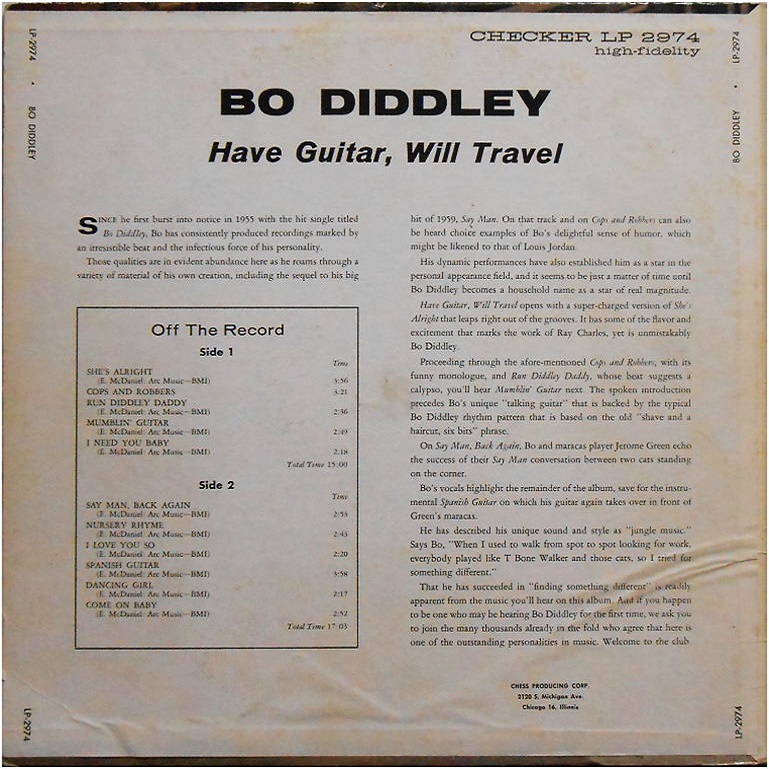 CHECKER LP 2974
high-fidelity
BO DIDDLEY
Have Guitar, Will Travel
LP-2974 • BO DIDDLEY
LP-2974
SINCE he first burst into notice in 1955 with the hit single titled
Bo Diddley, Bo has consistently produced recordings marked by
an irresistible beat and the infectious force of his personality.
Those qualities are in evident abundance here as he roams through a
variety of material of his own creation, including the sequel to his big
Off The Record
Side 1
Time
SHE'S ALRIGHT
(E. McDaniel: Arc Music—BMI) 3:56
COPS AND ROBBERS 3:21
RUN DIDDLEY DADDY
(E. McDaniel: Arc Music—BMI) 2:36
MUMBLIN' GUITAR
(E. McDaniel: Arc Music—BMI) 2:49
I NEED YOU BABY
(E. McDaniel: Arc Music—BMI) 2:18
Total Time 15:00
Side 2
Time
SAY MAN, BACK AGAIN
(E. McDaniel: Arc Music—BMI) 2:53
NURSERY RHYME
(E. McDaniel: Arc Music—BMI) 2:43
I LOVE YOU SO
(E. McDaniel: Arc Music—BMI) 2:20
SPANISH GUITAR
(E. McDaniel: Arc Music—BMI) 3:58
DANCING GIRL
(E. McDaniel: Arc Music—BMI) 2:17
COME ON BABY
(E. McDaniel: Arc Music—BMI) 2:52
Total Time 17:03
hit of 1959, Say Man. On that track and on Cops and Robbers can also
be heard choice examples of Bo's delightful sense of humor, which
might be likened to that of Louis Jordan.
His dynamic performances have also established him as a star in the
personal appearance field, and it seems to be just a matter of time until
Bo Diddley becomes a household name as a star of real magnitude.
Have Guitar, Will Travel opens with a super-charged version of She's
Alright that leaps right out of the grooves. It has some of the flavor and
excitement that marks the work of Ray Charles, yet is unmistakably
Bo Diddley.
Proceeding through the afore-mentioned Cops and Robbers, with its
funny monologue, and Run Diddley Daddy, whose beat suggests a
calypso, you'll hear Mumblin' Guitar next. The spoken introduction
precedes Bo's unique "talking guitar" that is backed by the typical
Bo Diddley rhythm pattern that is based on the old "shave and a
haircut, six bits" phrase.
On Say Man, Back Again, Bo and maracas player Jerome Green echo
the success of their Say Man conversation between two cats standing
on the corner.
Bo's vocals highlight the remainder of the album, save for the instru-
mental Spanish Guitar on which his guitar again takes over in front of
Green's maracas.
He has described his unique sound and style as "jungle music."
Says Bo, "When I used to walk from spot to spot looking for work,
everybody played like T Bone Walker and those cats, so I tried for
something different."
That he has succeeded in "finding something different" is readily
apparent from the music you'll hear on this album. And if you happen
to be one who may be hearing Bo Diddley for the first time, we ask you
to join the many thousands already in the fold who agree that here is
one of the outstanding personalities in music. Welcome to the club.
CHESS PRODUCING CORP.
2120 S. Michigan Ave.
Chicago 16, Illinois
LP-2974 • BO DIDDLEY
LP-2974